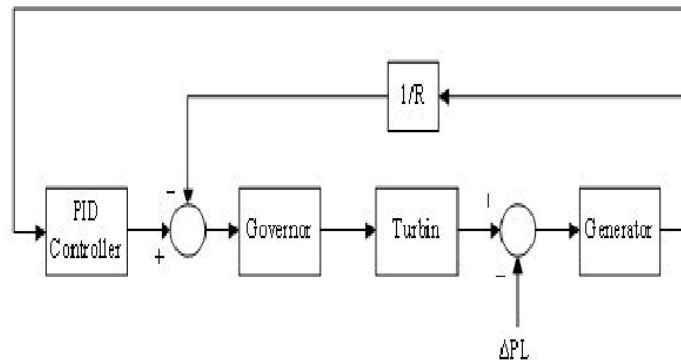 1/R
−
PID
Controller
+
Governor
Turbin
+
−
Generator
ΔPL